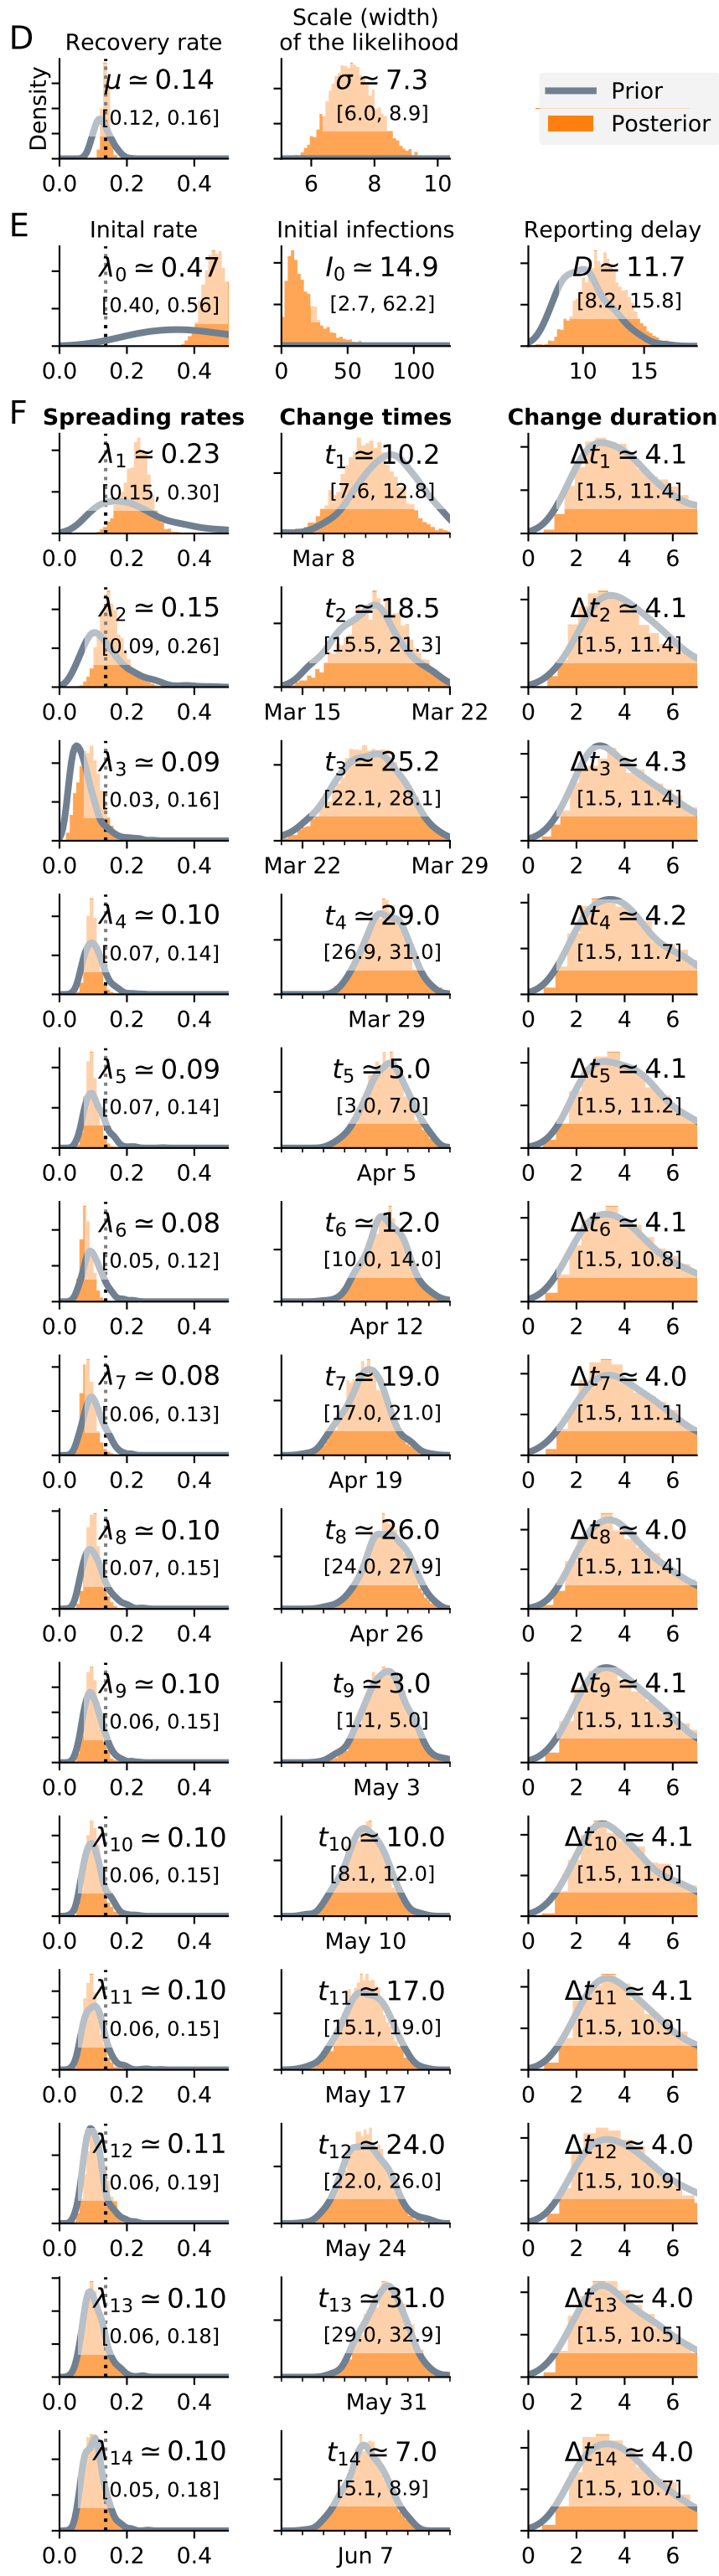 D
Recovery rate
Scale (width)
of the likelihood
Density
μ ≃ 0.14
[0.12, 0.16]
σ ≃ 7.3
[6.0, 8.9]
Prior
Posterior
0.0 0.2 0.4
6 8 10
E
Inital rate
Initial infections
Reporting delay
λ0 ≃ 0.47
[0.40, 0.56]
I0 ≃ 14.9
[2.7, 62.2]
D ≃ 11.7
[8.2, 15.8]
0.0 0.2 0.4
0 50 100
10 15
F
Spreading rates
Change times
Change duration
λ1 ≃ 0.23
[0.15, 0.30]
t1 ≃ 10.2
[7.6, 12.8]
Δt1 ≃ 4.1
[1.5, 11.4]
0.0 0.2 0.4
Mar 8
0 2 4 6
λ2 ≃ 0.15
[0.09, 0.26]
t2 ≃ 18.5
[15.5, 21.3]
Δt2 ≃ 4.1
[1.5, 11.4]
0.0 0.2 0.4
Mar 15 Mar 22
0 2 4 6
λ3 ≃ 0.09
[0.03, 0.16]
t3 ≃ 25.2
[22.1, 28.1]
Δt3 ≃ 4.3
[1.5, 11.4]
0.0 0.2 0.4
Mar 22 Mar 29
0 2 4 6
λ4 ≃ 0.10
[0.07, 0.14]
t4 ≃ 29.0
[26.9, 31.0]
Δt4 ≃ 4.2
[1.5, 11.7]
0.0 0.2 0.4
Mar 29
0 2 4 6
λ5 ≃ 0.09
[0.07, 0.14]
t5 ≃ 5.0
[3.0, 7.0]
Δt5 ≃ 4.1
[1.5, 11.2]
0.0 0.2 0.4
Apr 5
0 2 4 6
λ6 ≃ 0.08
[0.05, 0.12]
t6 ≃ 12.0
[10.0, 14.0]
Δt6 ≃ 4.1
[1.5, 10.8]
0.0 0.2 0.4
Apr 12
0 2 4 6
λ7 ≃ 0.08
[0.06, 0.13]
t7 ≃ 19.0
[17.0, 21.0]
Δt7 ≃ 4.0
[1.5, 11.1]
0.0 0.2 0.4
Apr 19
0 2 4 6
λ8 ≃ 0.10
[0.07, 0.15]
t8 ≃ 26.0
[24.0, 27.9]
Δt8 ≃ 4.0
[1.5, 11.4]
0.0 0.2 0.4
Apr 26
0 2 4 6
λ9 ≃ 0.10
[0.06, 0.15]
t9 ≃ 3.0
[1.1, 5.0]
Δt9 ≃ 4.1
[1.5, 11.3]
0.0 0.2 0.4
May 3
0 2 4 6
λ10 ≃ 0.10
[0.06, 0.15]
t10 ≃ 10.0
[8.1, 12.0]
Δt10 ≃ 4.1
[1.5, 11.0]
0.0 0.2 0.4
May 10
0 2 4 6
λ11 ≃ 0.10
[0.06, 0.15]
t11 ≃ 17.0
[15.1, 19.0]
Δt11 ≃ 4.1
[1.5, 10.9]
0.0 0.2 0.4
May 17
0 2 4 6
λ12 ≃ 0.11
[0.06, 0.19]
t12 ≃ 24.0
[22.0, 26.0]
Δt12 ≃ 4.0
[1.5, 10.9]
0.0 0.2 0.4
May 24
0 2 4 6
λ13 ≃ 0.10
[0.06, 0.18]
t13 ≃ 31.0
[29.0, 32.9]
Δt13 ≃ 4.0
[1.5, 10.5]
0.0 0.2 0.4
May 31
0 2 4 6
λ14 ≃ 0.10
[0.05, 0.18]
t14 ≃ 7.0
[5.1, 8.9]
Δt14 ≃ 4.0
[1.5, 10.7]
0.0 0.2 0.4
Jun 7
0 2 4 6